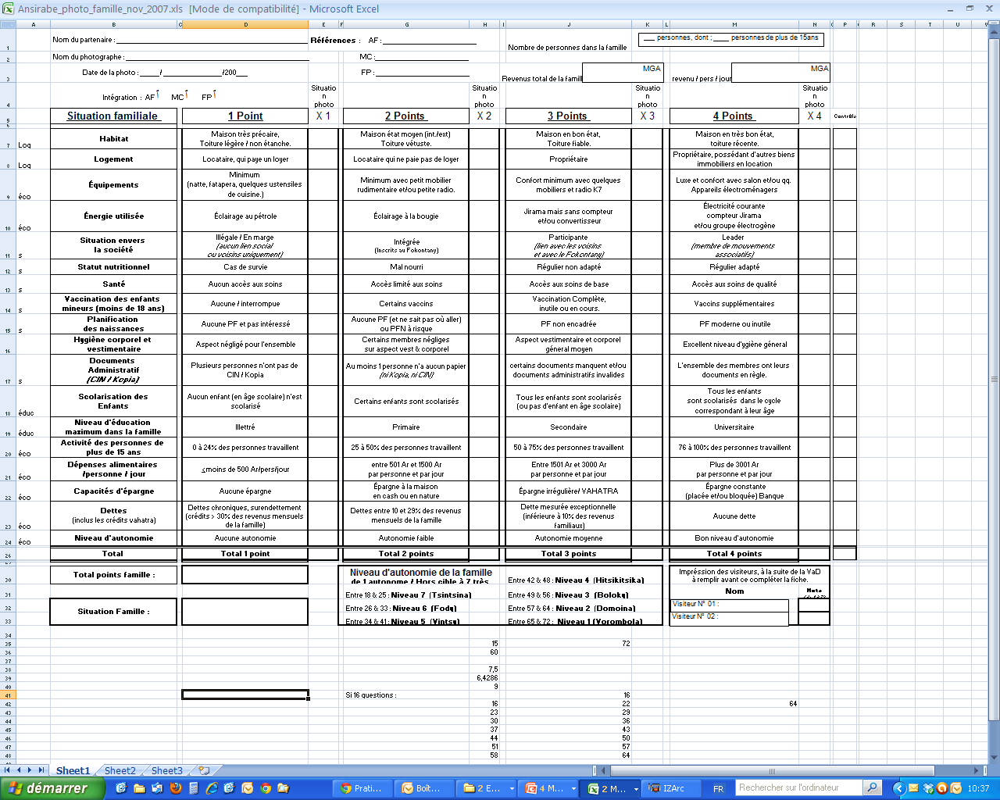 Ansirabe_photo_famille_nov_2007.xls [Mode de compatibilité] - Microsoft Excel
A B C D E F G H I J K L M N P R S T U
Nom du partenaire : Références : AF : ___ personnes, dont ; ____ personnes de plus de 15ans
Nombre de personnes dans la famille
Nom du photographe : MC :
Date de la photo : _____/ ______________/200___ FP : Revenus total de la famill MGA revenu / pers / jour MGA
Intégration : AF MC FP Situation photo Situation photo Situation photo Situation photo
Situation familiale 1 Point X 1 2 Points X 2 3 Points X 3 4 Points X 4 Contrôle
Log Habitat Maison très précaire, Toiture légère / non étanche. Maison état moyen (int./ext) Toiture vétuste. Maison en bon état, Toiture fiable. Maison en très bon état, toiture récente.
Log Logement Locataire, qui paye un loyer Locataire qui ne paie pas de loyer Propriétaire Propriétaire, possédant d'autres biens immobiliers en location
éco Équipements Minimum (natte, fatapera, quelques ustensiles de cuisine.) Minimum avec petit mobilier rudimentaire et/ou petite radio. Confort minimum avec quelques mobiliers et radio K7 Luxe et confort avec salon et/ou qq. Appareils électroménagers
éco Énergie utilisée Éclairage au pétrole Éclairage à la bougie Jirama mais sans compteur et/ou convertisseur Électricité courante compteur Jirama et/ou groupe électrogène
s Situation envers la société Illégale / En marge (aucun lien social ou voisins uniquement) Intégrée (Inscrits au Fokontany) Participante (lien avec les voisins et avec le Fokontany) Leader (membre de mouvements associatifs)
s Statut nutritionnel Cas de survie Mal nourri Régulier non adapté Régulier adapté
s Santé Aucun accès aux soins Accès limité aux soins Accès aux soins de base Accès aux soins de qualité
s Vaccination des enfants mineurs (moins de 18 ans) Aucune / interrompue Certains vaccins Vaccination Complète, inutile ou en cours. Vaccins supplémentaires
s Planification des naissances Aucune PF et pas intéressé Aucune PF (et ne sait pas où aller) ou PFN à risque PF non encadrée PF moderne ou inutile
Hygiène corporel et vestimentaire Aspect négligé pour l'ensemble Certains membres négliges sur aspect vest & corporel Aspect vestimentaire et corporel géneral moyen Excellent niveau d'ygiène général
s Documents Administratif (CIN / Kopia) Plusieurs personnes n'ont pas de CIN / Kopia Au moins 1 personne n'a aucun papier (ni Kopia, ni CIN) certains documents manquent et/ou documents administratifs invalides L'ensemble des membres ont leurs documents en règle.
éduc Scolarisation des Enfants Aucun enfant (en âge scolaire) n'est scolarisé Certains enfants sont scolarisés Tous les enfants sont scolarisés (ou pas d'enfant en âge scolaire) Tous les enfants sont scolarisés dans le cycle correspondant à leur âge
éduc Niveau d'éducation maximum dans la famille Illettré Primaire Secondaire Universitaire
éco Activité des personnes de plus de 15 ans 0 à 24% des personnes travaillent 25 à 50% des personnes travaillent 50 à 75% des personnes travaillent 76 à 100% des personnes travaillent
éco Dépenses alimentaires /personne / jour <moins de 500 Ar/pers/jour entre 501 Ar et 1500 Ar par personne et par jour Entre 1501 Ar et 3000 Ar par personne et par jour Plus de 3001 Ar par personne et par jour
éco Capacités d'épargne Aucune épargne Épargne à la maison en cash ou en nature Épargne irrégulière/ VAHATRA Épargne constante (placée et/ou bloquée) Banque
éco Dettes (inclus les crédits vahatra) Dettes chroniques, surendettement (crédits > 30% des revenus mensuels de la famille) Dettes entre 10 et 29% des revenus mensuels de la famille Dette mesurée exceptionnelle (inférieure à 10% des revenus familiaux) Aucune dette
éco Niveau d'autonomie Aucune autonomie Autonomie faible Autonomie moyenne Bon niveau d'autonomie
Total Total 1 point Total 2 points Total 3 points Total 4 points
Total points famille : Niveau d'autonomie de la famille de 1 autonome / Hors cible à 7 très Entre 42 & 48 : Niveau 4 (Hitsikitsika) Impréssion des visiteurs, à la suite de la VaD à remplir avant ce compléter la fiche.
Entre 18 & 25 : Niveau 7 (Tsintsina) Entre 49 & 56 : Niveau 3 (Boloky) Nom Note
Situation Famille : Entre 26 & 33 : Niveau 6 (Fody) Entre 57 & 64 : Niveau 2 (Domoina) Visiteur N° 01 :
Entre 34 & 41 : Niveau 5 (Vintsy) Entre 65 & 72 : Niveau 1 (Vorombola) Visiteur N° 02 :
15 72
60
7,5
6,4286
9
Si 16 questions : 16
16 22 64
23 29
30 36
37 43
44 50
51 57
58 64
Sheet1 Sheet2 Sheet3
démarrer Prati... Boît... 2 E... 4 M... 2 M... IZArc FR Rechercher sur l'ordinateur 10:37